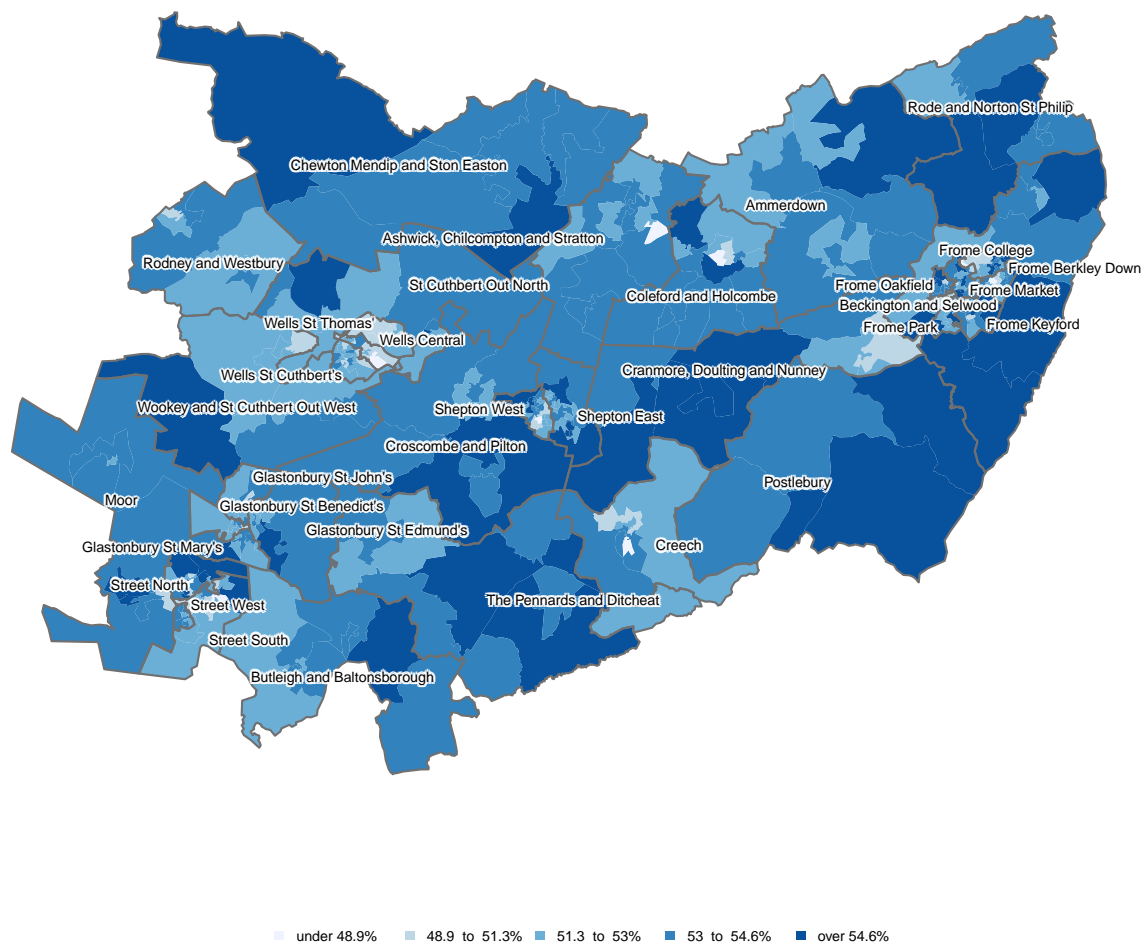 Rode and Norton St Philip
Chewton Mendip and Ston Easton
Ammerdown
Ashwick, Chilcompton and Stratton
Frome College
Rodney and Westbury
Frome Berkley Down
St Cuthbert Out North
Frome Oakfield
Frome Market
Coleford and Holcombe
Beckington and Selwood
Wells St Thomas'
Frome Park
Frome Keyford
Wells Central
Cranmore, Doulting and Nunney
Wells St Cuthbert's
Wookey and St Cuthbert Out West
Shepton West
Shepton East
Croscombe and Pilton
Glastonbury St John's
Postlebury
Moor
Glastonbury St Benedict's
Glastonbury St Edmund's
Glastonbury St Mary's
Creech
Street North
The Pennards and Ditcheat
Street West
Street South
Butleigh and Baltonsborough
under 48.9% 48.9 to 51.3% 51.3 to 53% 53 to 54.6% over 54.6%